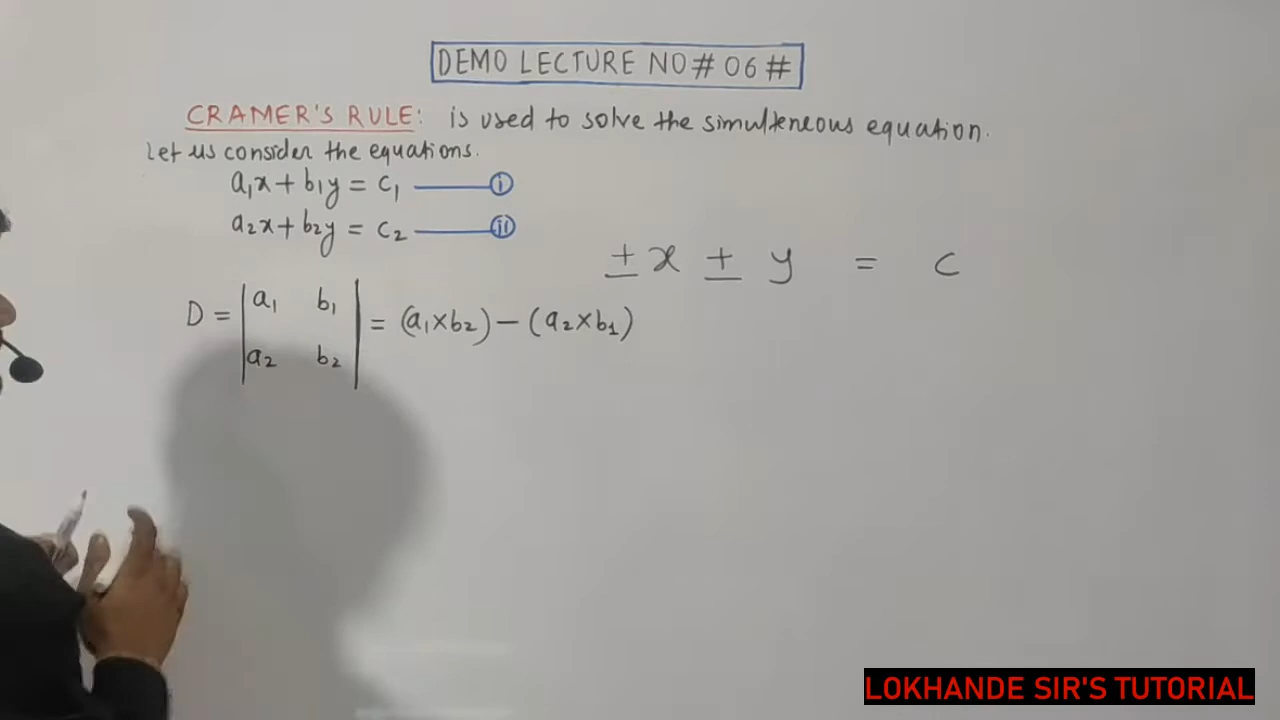 DEMO LECTURE NO# 06#
CRAMER'S RULE: is used to solve the simulteneous equation.
Let us consider the equations.
a₁x + b₁y = c₁ ——— (i)
a₂x + b₂y = c₂ ——— (ii)
± x ± y = c
D = | a₁ b₁ | = (a₁×b₂) − (a₂×b₁)
| a₂ b₂ |
LOKHANDE SIR'S TUTORIAL